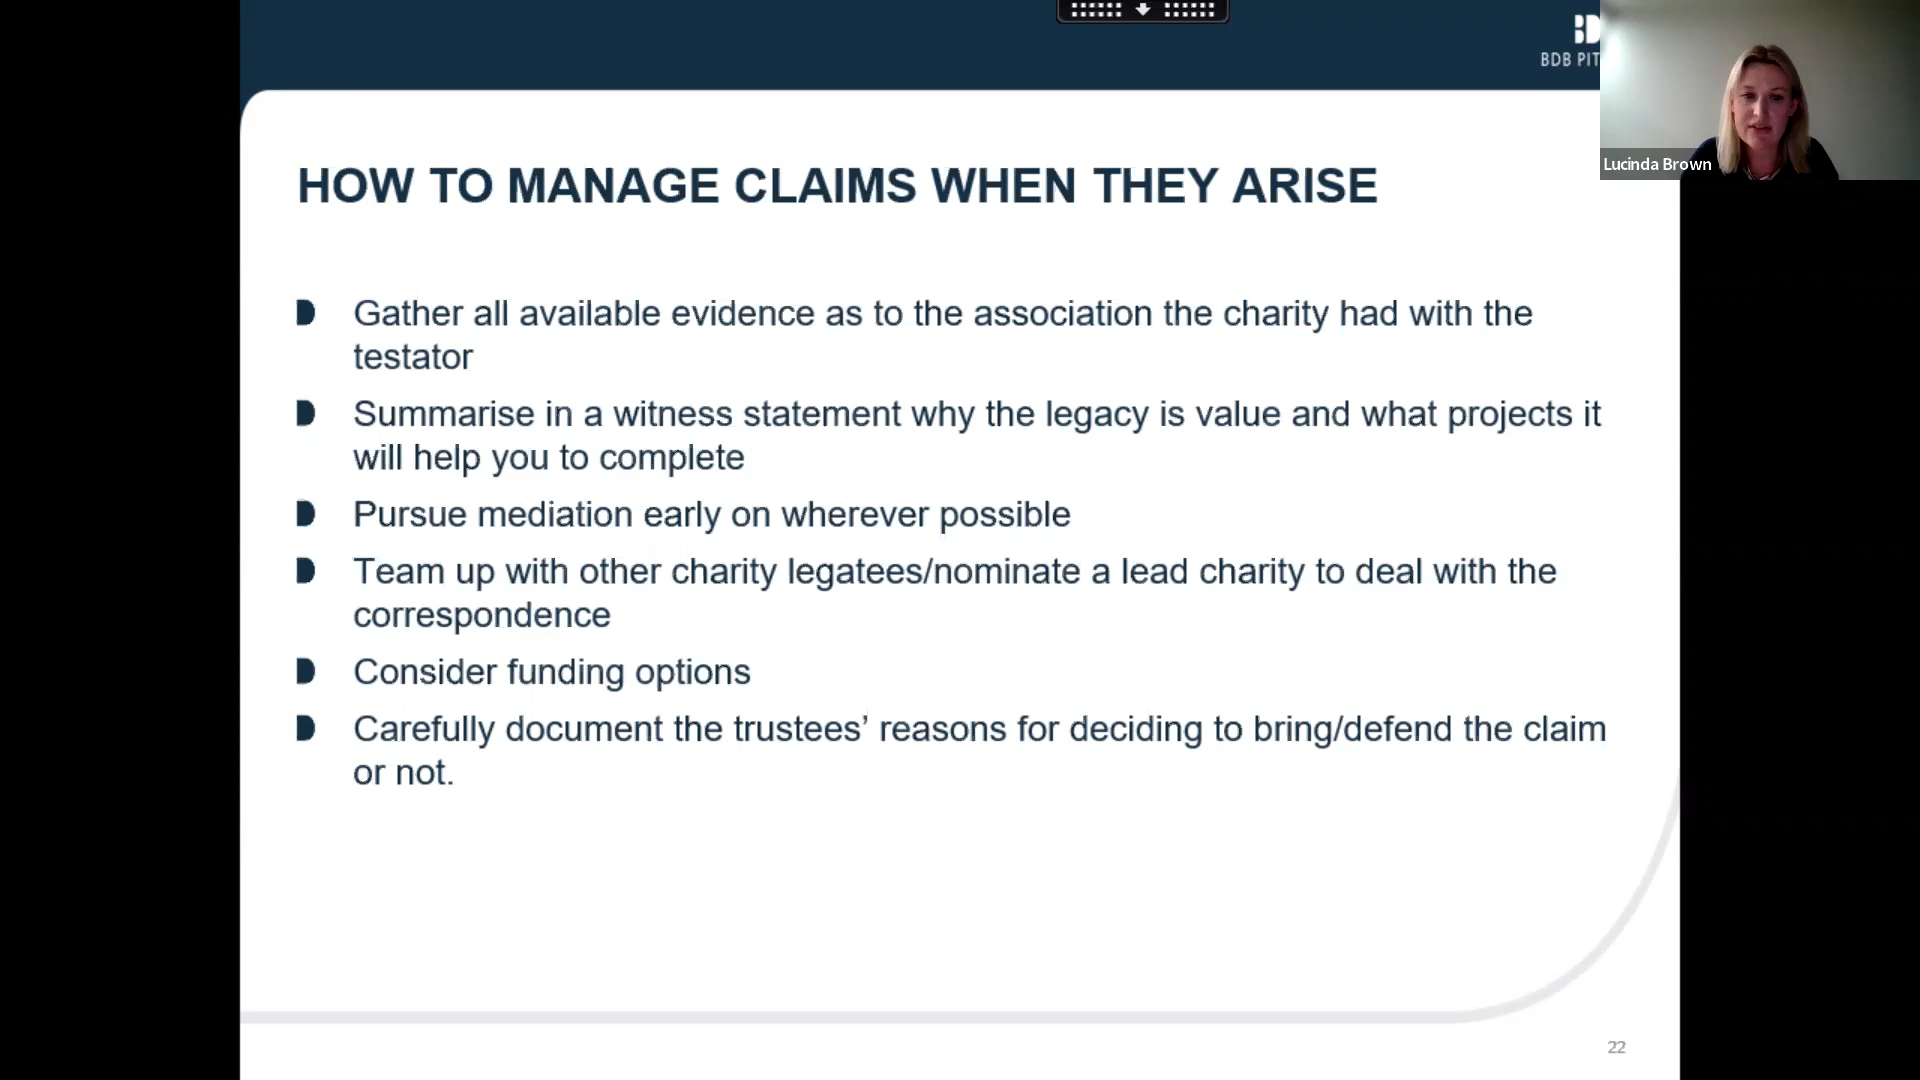 BDB PIT
Lucinda Brown
HOW TO MANAGE CLAIMS WHEN THEY ARISE
Gather all available evidence as to the association the charity had with the
testator
Summarise in a witness statement why the legacy is value and what projects it
will help you to complete
Pursue mediation early on wherever possible
Team up with other charity legatees/nominate a lead charity to deal with the
correspondence
Consider funding options
Carefully document the trustees’ reasons for deciding to bring/defend the claim
or not.
22